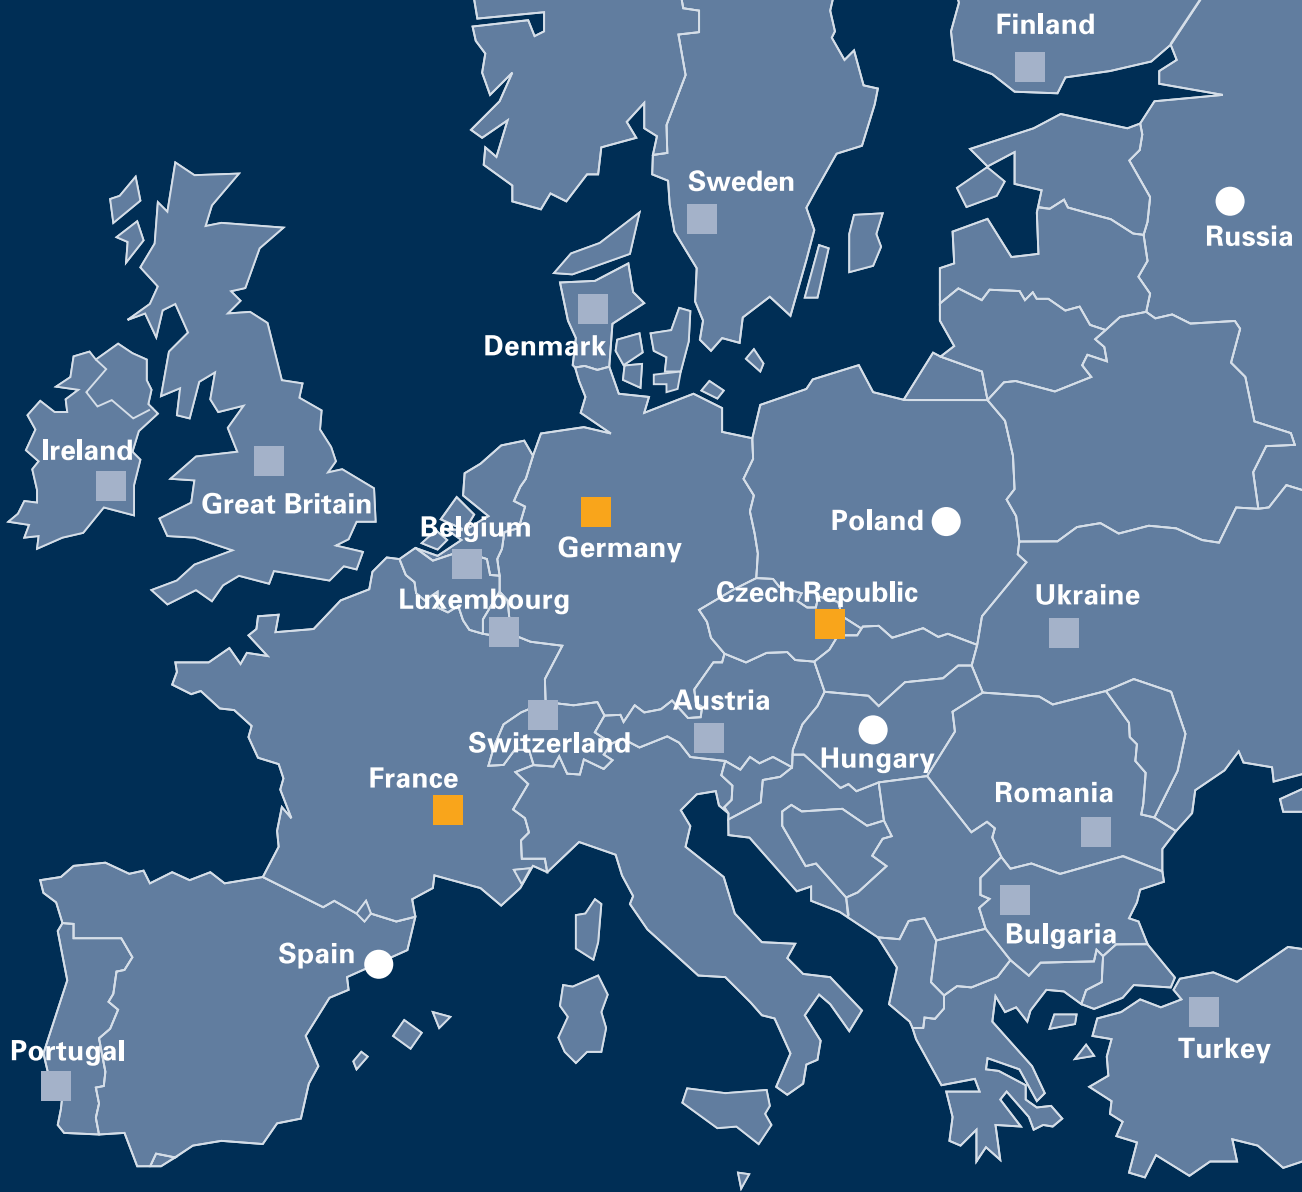 Finland
Sweden
Russia
Denmark
Ireland
Great Britain
Belgium
Germany
Poland
Czech Republic
Luxembourg
Ukraine
Austria
Switzerland
Hungary
France
Romania
Bulgaria
Spain
Portugal
Turkey